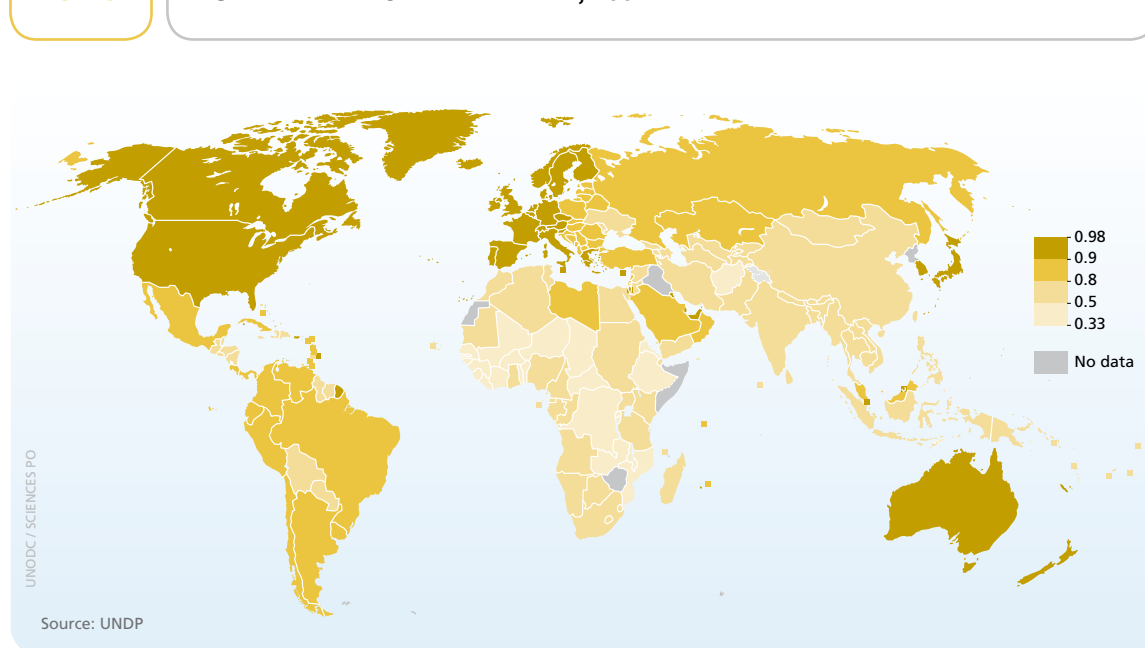 0.98
0.9
0.8
0.5
0.33
No data
UNODC / SCIENCES PO
Source: UNDP